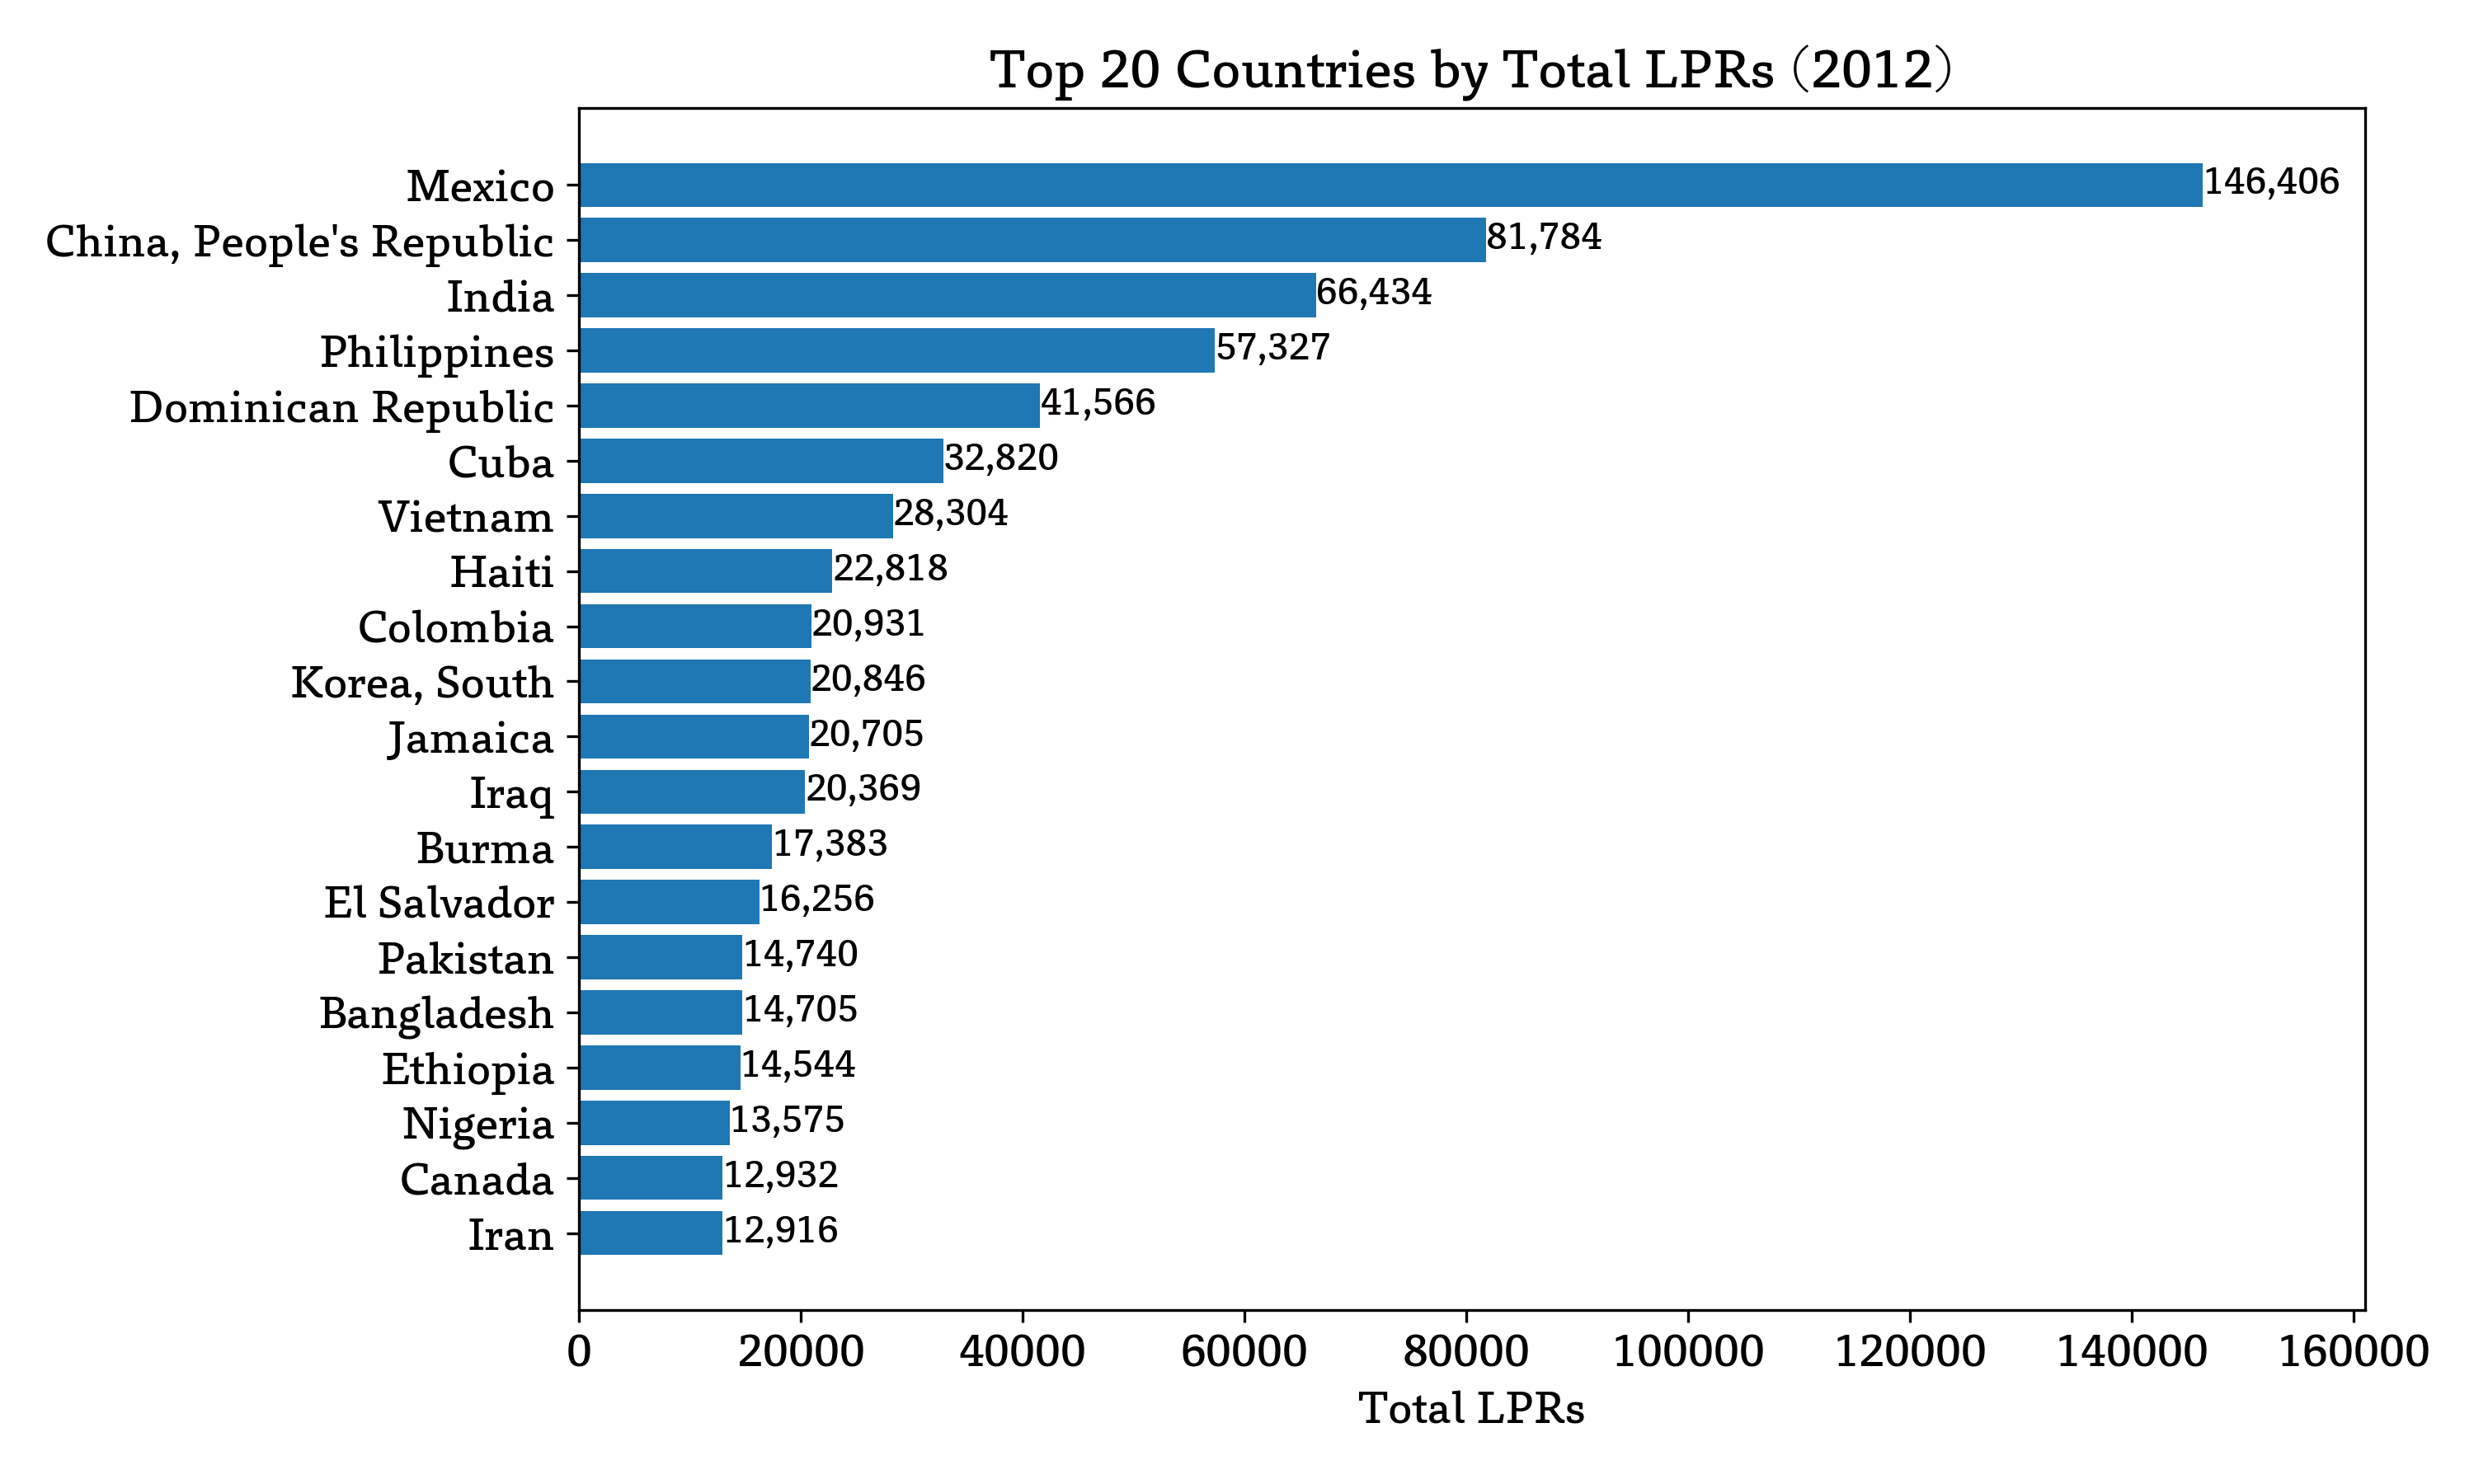 Top 20 Countries by Total LPRs (2012)
Mexico 146,406
China, People's Republic 81,784
India 66,434
Philippines 57,327
Dominican Republic 41,566
Cuba 32,820
Vietnam 28,304
Haiti 22,818
Colombia 20,931
Korea, South 20,846
Jamaica 20,705
Iraq 20,369
Burma 17,383
El Salvador 16,256
Pakistan 14,740
Bangladesh 14,705
Ethiopia 14,544
Nigeria 13,575
Canada 12,932
Iran 12,916
0 20000 40000 60000 80000 100000 120000 140000 160000
Total LPRs